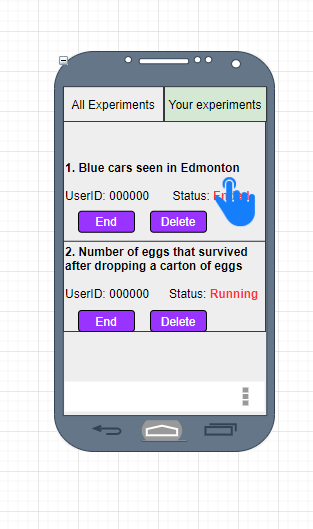 All Experiments
Your experiments
1. Blue cars seen in Edmonton
UserID: 000000 Status:
End Delete
2. Number of eggs that survived
after dropping a carton of eggs
UserID: 000000 Status: Running
End Delete